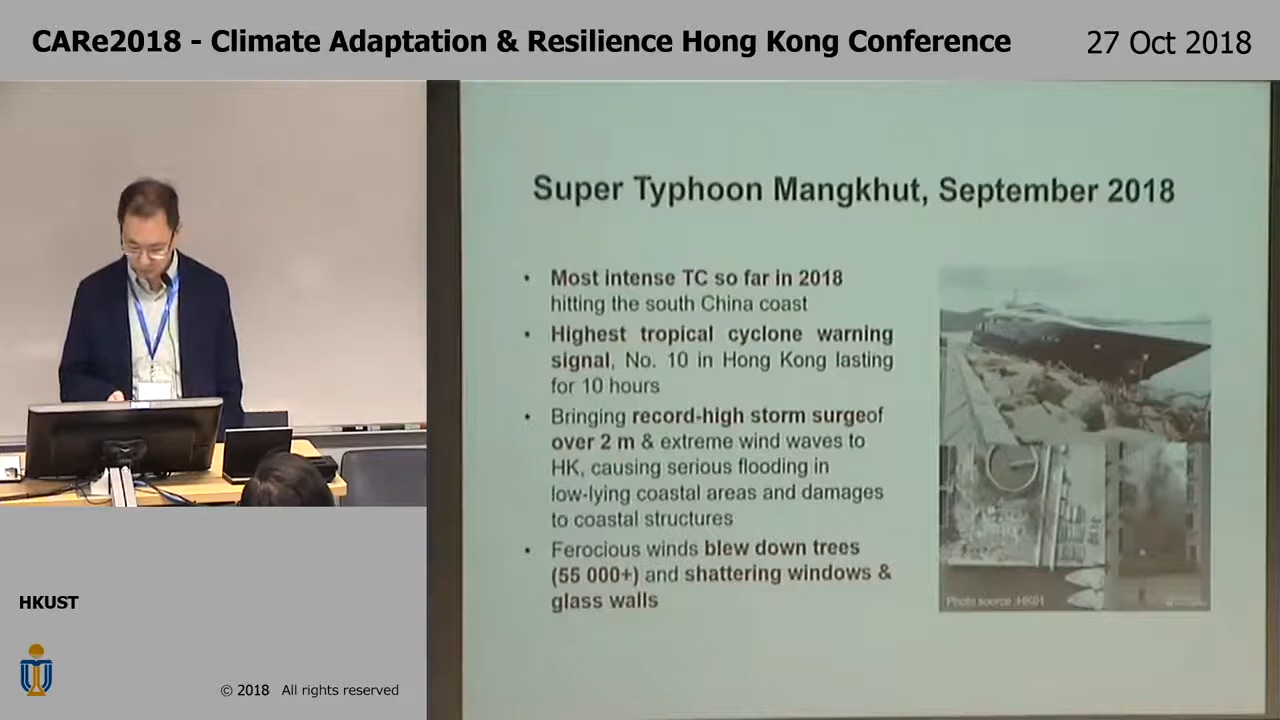 CARe2018 - Climate Adaptation & Resilience Hong Kong Conference
27 Oct 2018
Super Typhoon Mangkhut, September 2018
• Most intense TC so far in 2018
hitting the south China coast
• Highest tropical cyclone warning
signal, No. 10 in Hong Kong lasting
for 10 hours
• Bringing record-high storm surgeof
over 2 m & extreme wind waves to
HK, causing serious flooding in
low-lying coastal areas and damages
to coastal structures
• Ferocious winds blew down trees
(55 000+) and shattering windows &
glass walls
Photo source: HK01
HKUST
© 2018 All rights reserved